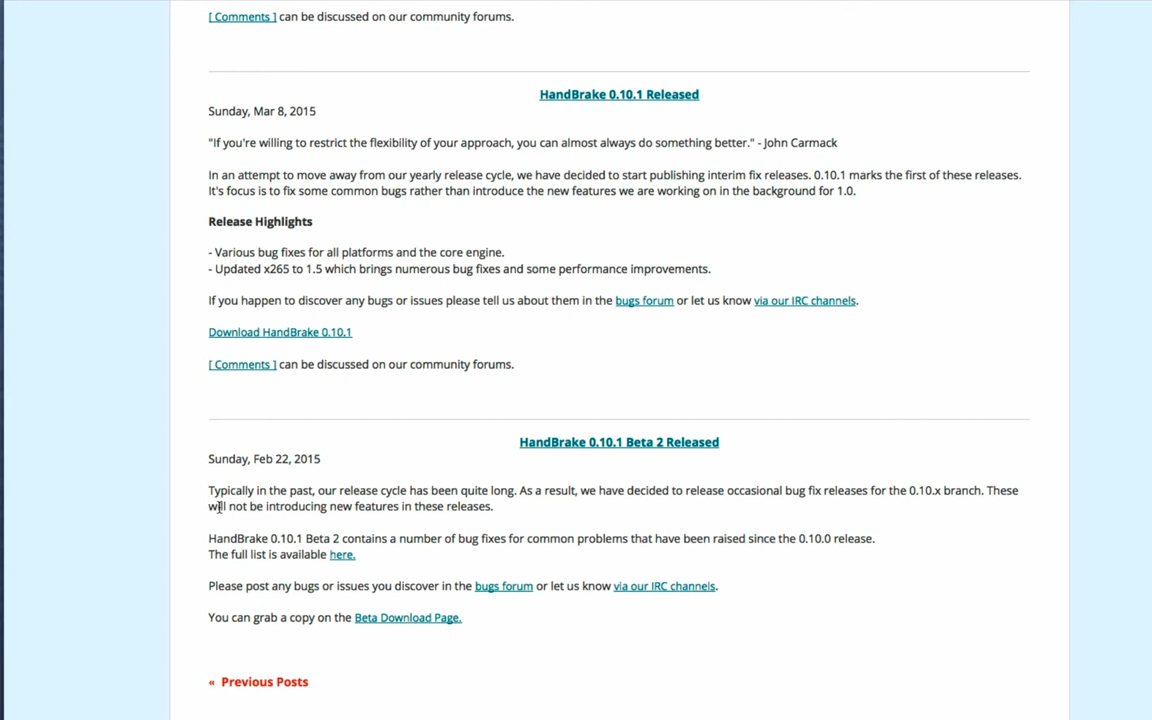 [ Comments ] can be discussed on our community forums.
HandBrake 0.10.1 Released
Sunday, Mar 8, 2015
"If you're willing to restrict the flexibility of your approach, you can almost always do something better." - John Carmack
In an attempt to move away from our yearly release cycle, we have decided to start publishing interim fix releases. 0.10.1 marks the first of these releases.
It's focus is to fix some common bugs rather than introduce the new features we are working on in the background for 1.0.
Release Highlights
- Various bug fixes for all platforms and the core engine.
- Updated x265 to 1.5 which brings numerous bug fixes and some performance improvements.
If you happen to discover any bugs or issues please tell us about them in the bugs forum or let us know via our IRC channels.
Download HandBrake 0.10.1
[ Comments ] can be discussed on our community forums.
HandBrake 0.10.1 Beta 2 Released
Sunday, Feb 22, 2015
Typically in the past, our release cycle has been quite long. As a result, we have decided to release occasional bug fix releases for the 0.10.x branch. These
will not be introducing new features in these releases.
HandBrake 0.10.1 Beta 2 contains a number of bug fixes for common problems that have been raised since the 0.10.0 release.
The full list is available here.
Please post any bugs or issues you discover in the bugs forum or let us know via our IRC channels.
You can grab a copy on the Beta Download Page.
« Previous Posts